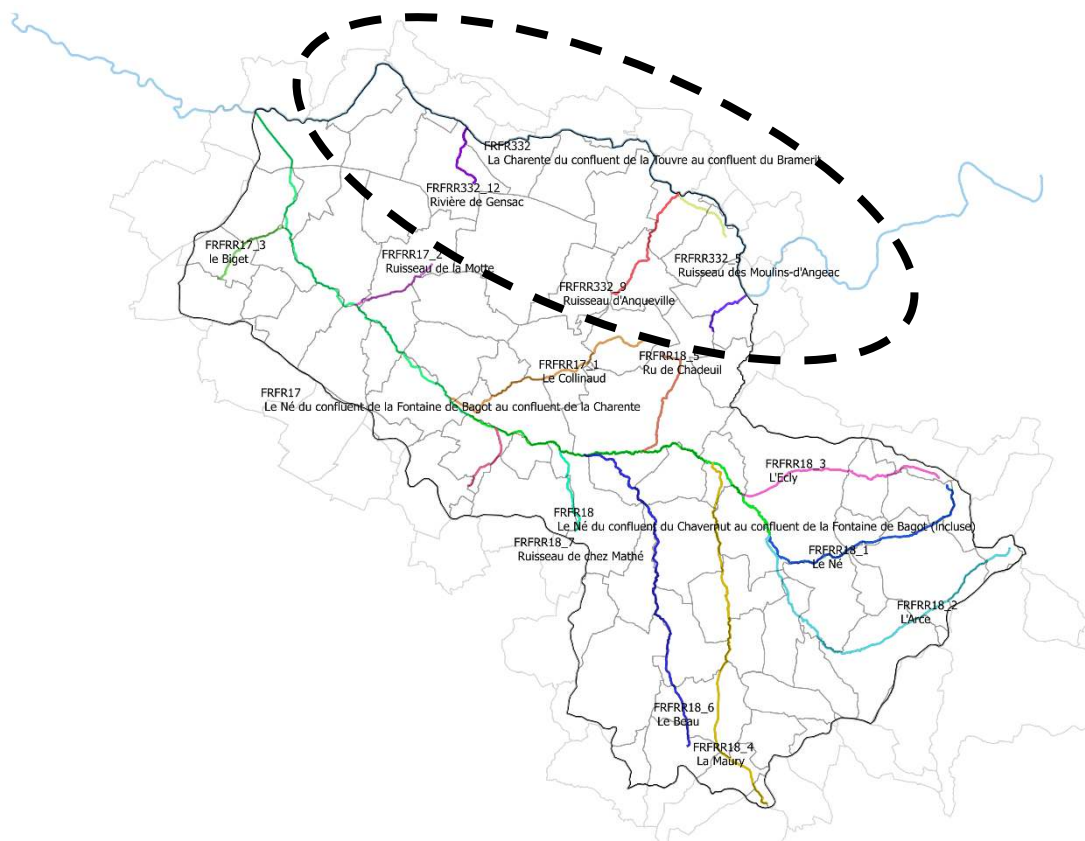 FRFR332
La Charente du confluent de la Touvre au confluent du Bramerit
FRFRR332_12
Rivière de Gensac
FRFRR17_3
le Biget
FRFRR17_2
Ruisseau de la Motte
FRFRR332_5
Ruisseau des Moulins-d'Angeac
FRFRR332_9
Ruisseau d'Anqueville
FRFRR17_1
Le Collinaud
FRFRR18_5
Ru de Chadeuil
FRFR17
Le Né du confluent de la Fontaine de Bagot au confluent de la Charente
FRFRR18_3
L'Ecly
FRFR18
Le Né du confluent du Chavernut au confluent de la Fontaine de Bagot (incluse)
FRFRR18_7
Ruisseau de chez Mathé
FRFRR18_1
Le Né
FRFRR18_2
L'Arce
FRFRR18_6
Le Beau
FRFRR18_4
La Maury